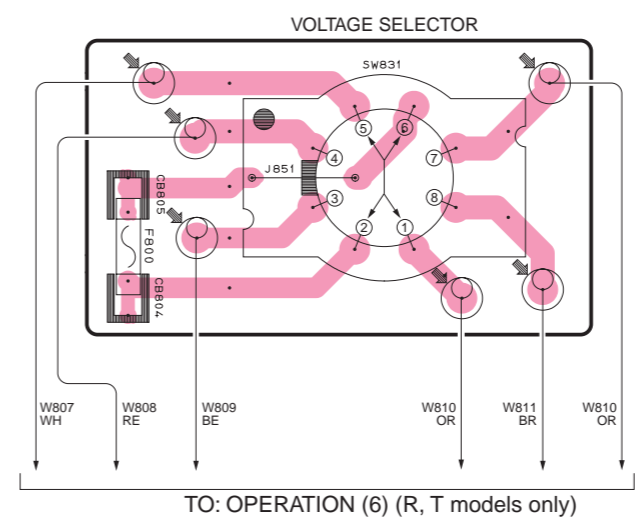 VOLTAGE SELECTOR
SW831
5
6
4
7
J851
3
8
2
1
CB805
F800
CB804
W807
WH
W808
RE
W809
BE
W810
OR
W811
BR
W810
OR
TO: OPERATION (6) (R, T models only)